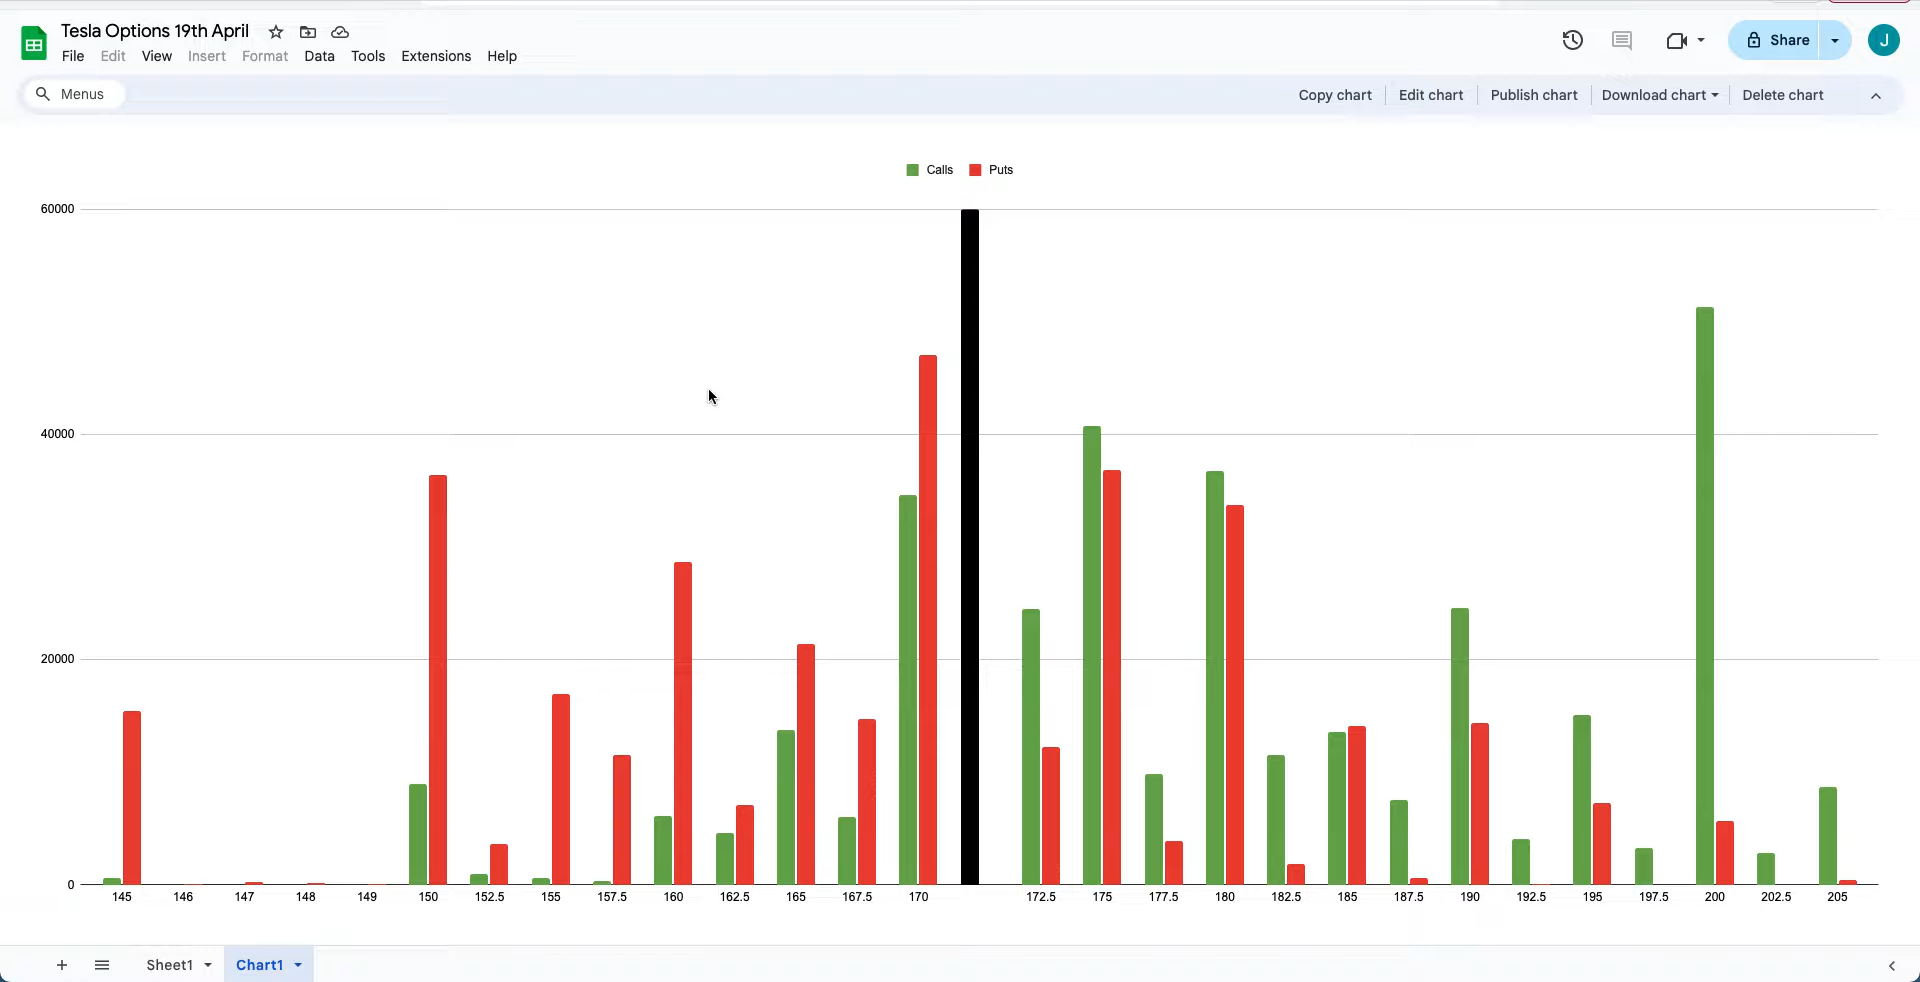 Tesla Options 19th April
File Edit View Insert Format Data Tools Extensions Help
Share
J
Menus
Copy chart Edit chart Publish chart Download chart Delete chart
Calls Puts
60000
40000
20000
0
145 146 147 148 149 150 152.5 155 157.5 160 162.5 165 167.5 170 172.5 175 177.5 180 182.5 185 187.5 190 192.5 195 197.5 200 202.5 205
Sheet1 Chart1